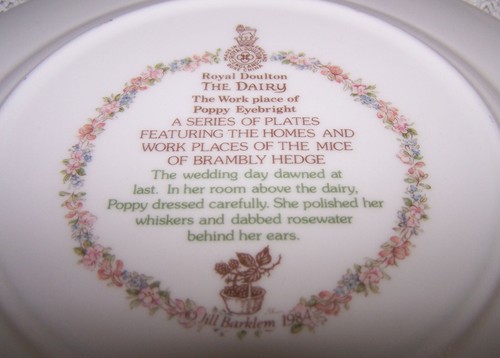 Royal Doulton
THE DAIRY
The Work place of
Poppy Eyebright
A SERIES OF PLATES
FEATURING THE HOMES AND
WORK PLACES OF THE MICE
OF BRAMBLY HEDGE
The wedding day dawned at
last. In her room above the dairy,
Poppy dressed carefully. She polished her
whiskers and dabbed rosewater
behind her ears.
Jill Barklem 1984